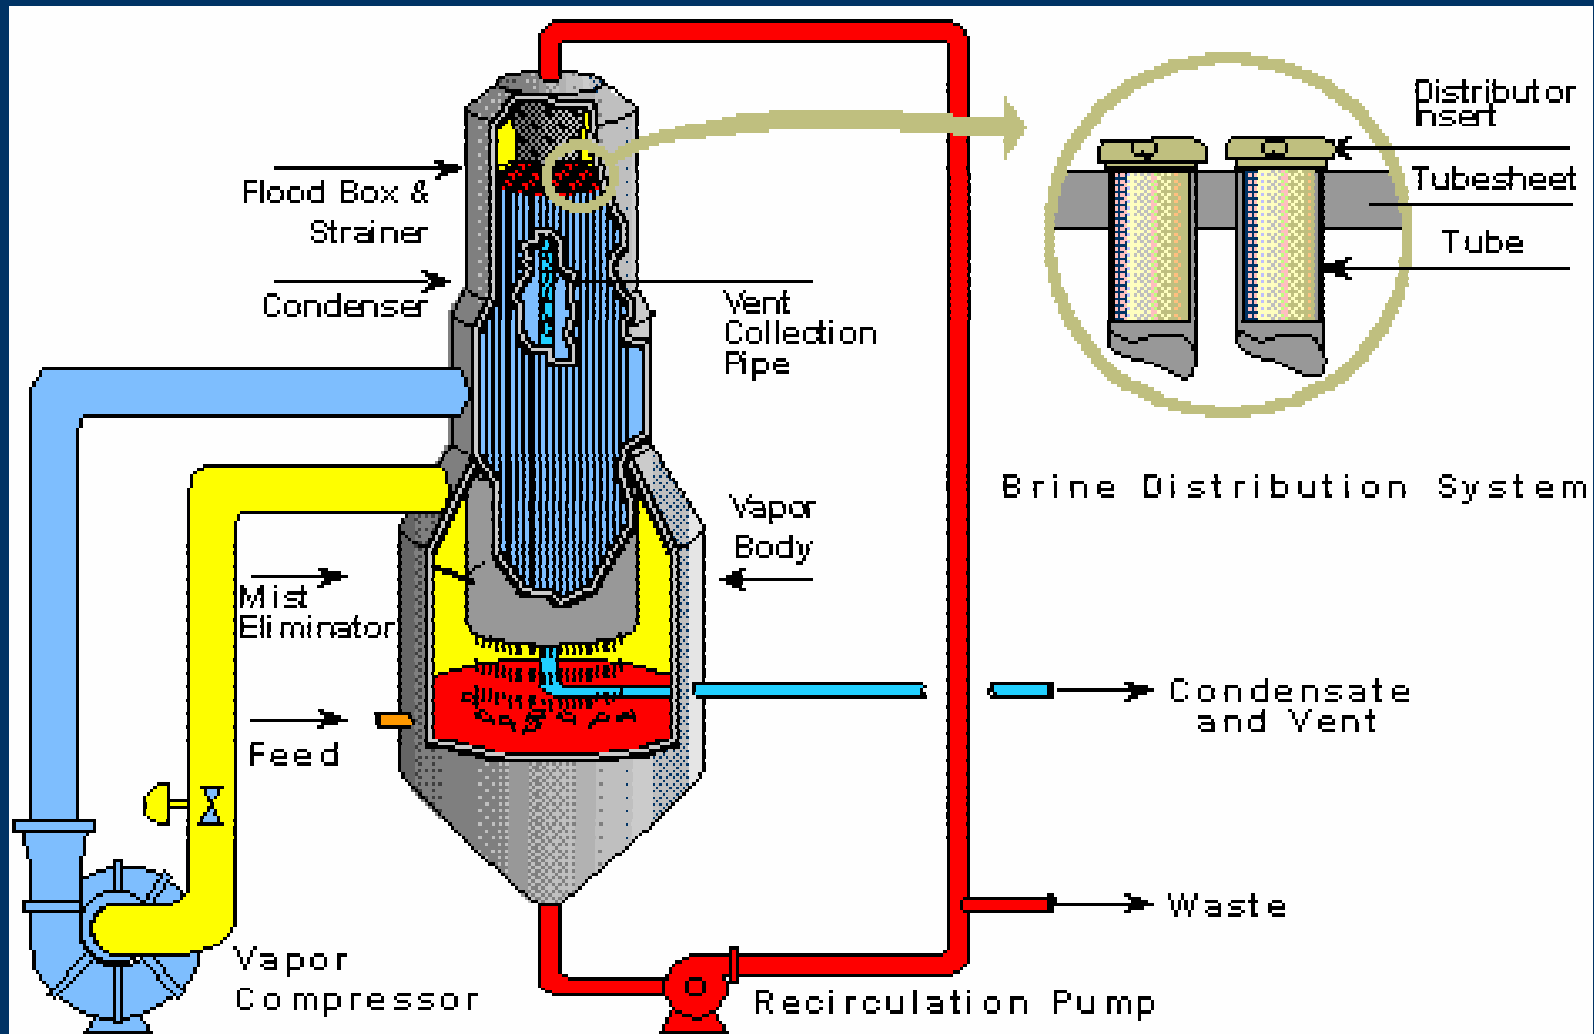 Distributor
Insert
Tubesheet
Tube
Brine Distribution System
Flood Box &
Strainer
Condenser
Vent
Collection
Pipe
Vapor
Body
Mist
Eliminator
Feed
Condensate
and Vent
Waste
Vapor
Compressor
Recirculation Pump